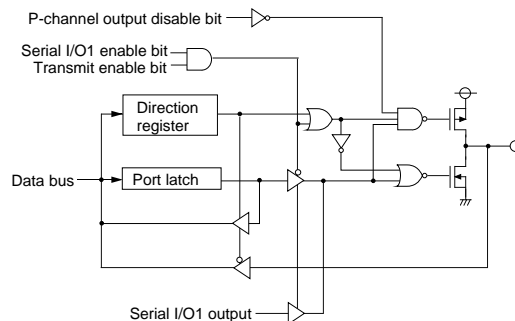 P-channel output disable bit
Serial I/O1 enable bit
Transmit enable bit
Direction
register
Data bus
Port latch
Serial I/O1 output